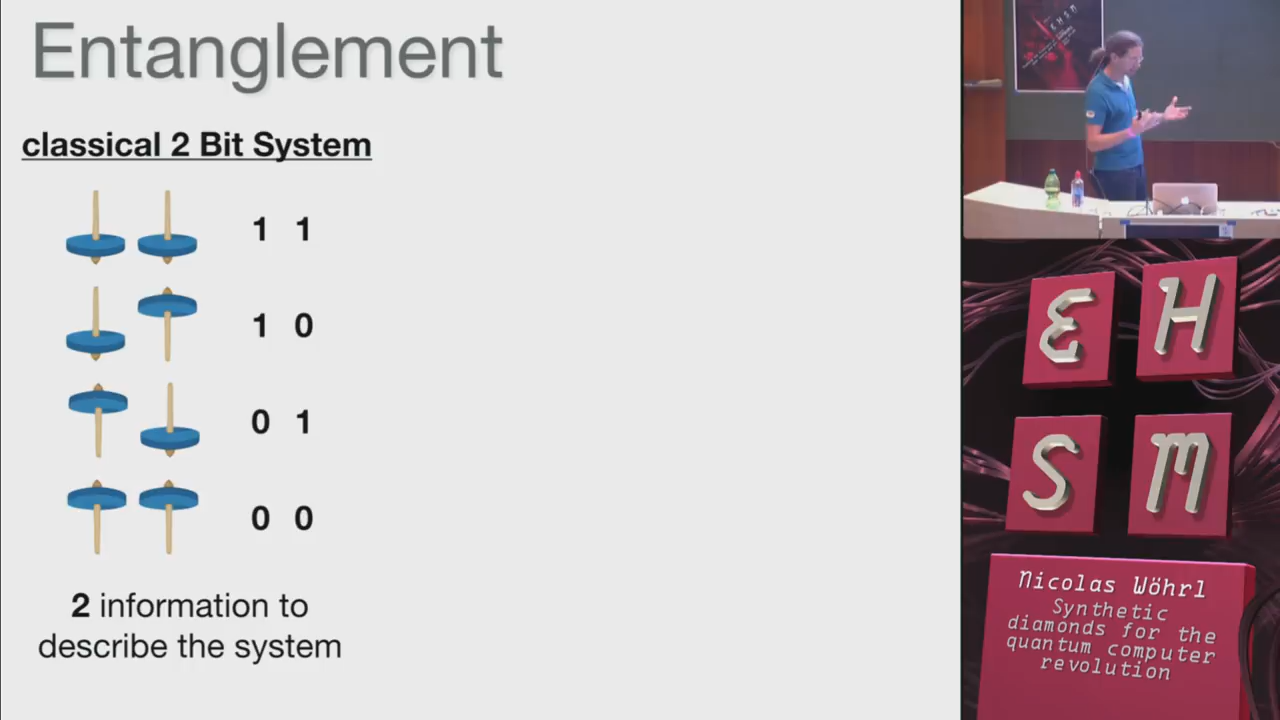 Entanglement
classical 2 Bit System
1 1
1 0
0 1
0 0
2 information to
describe the system
E H
S M
Nicolas Wöhrl
Synthetic
diamonds for the
quantum computer
revolution